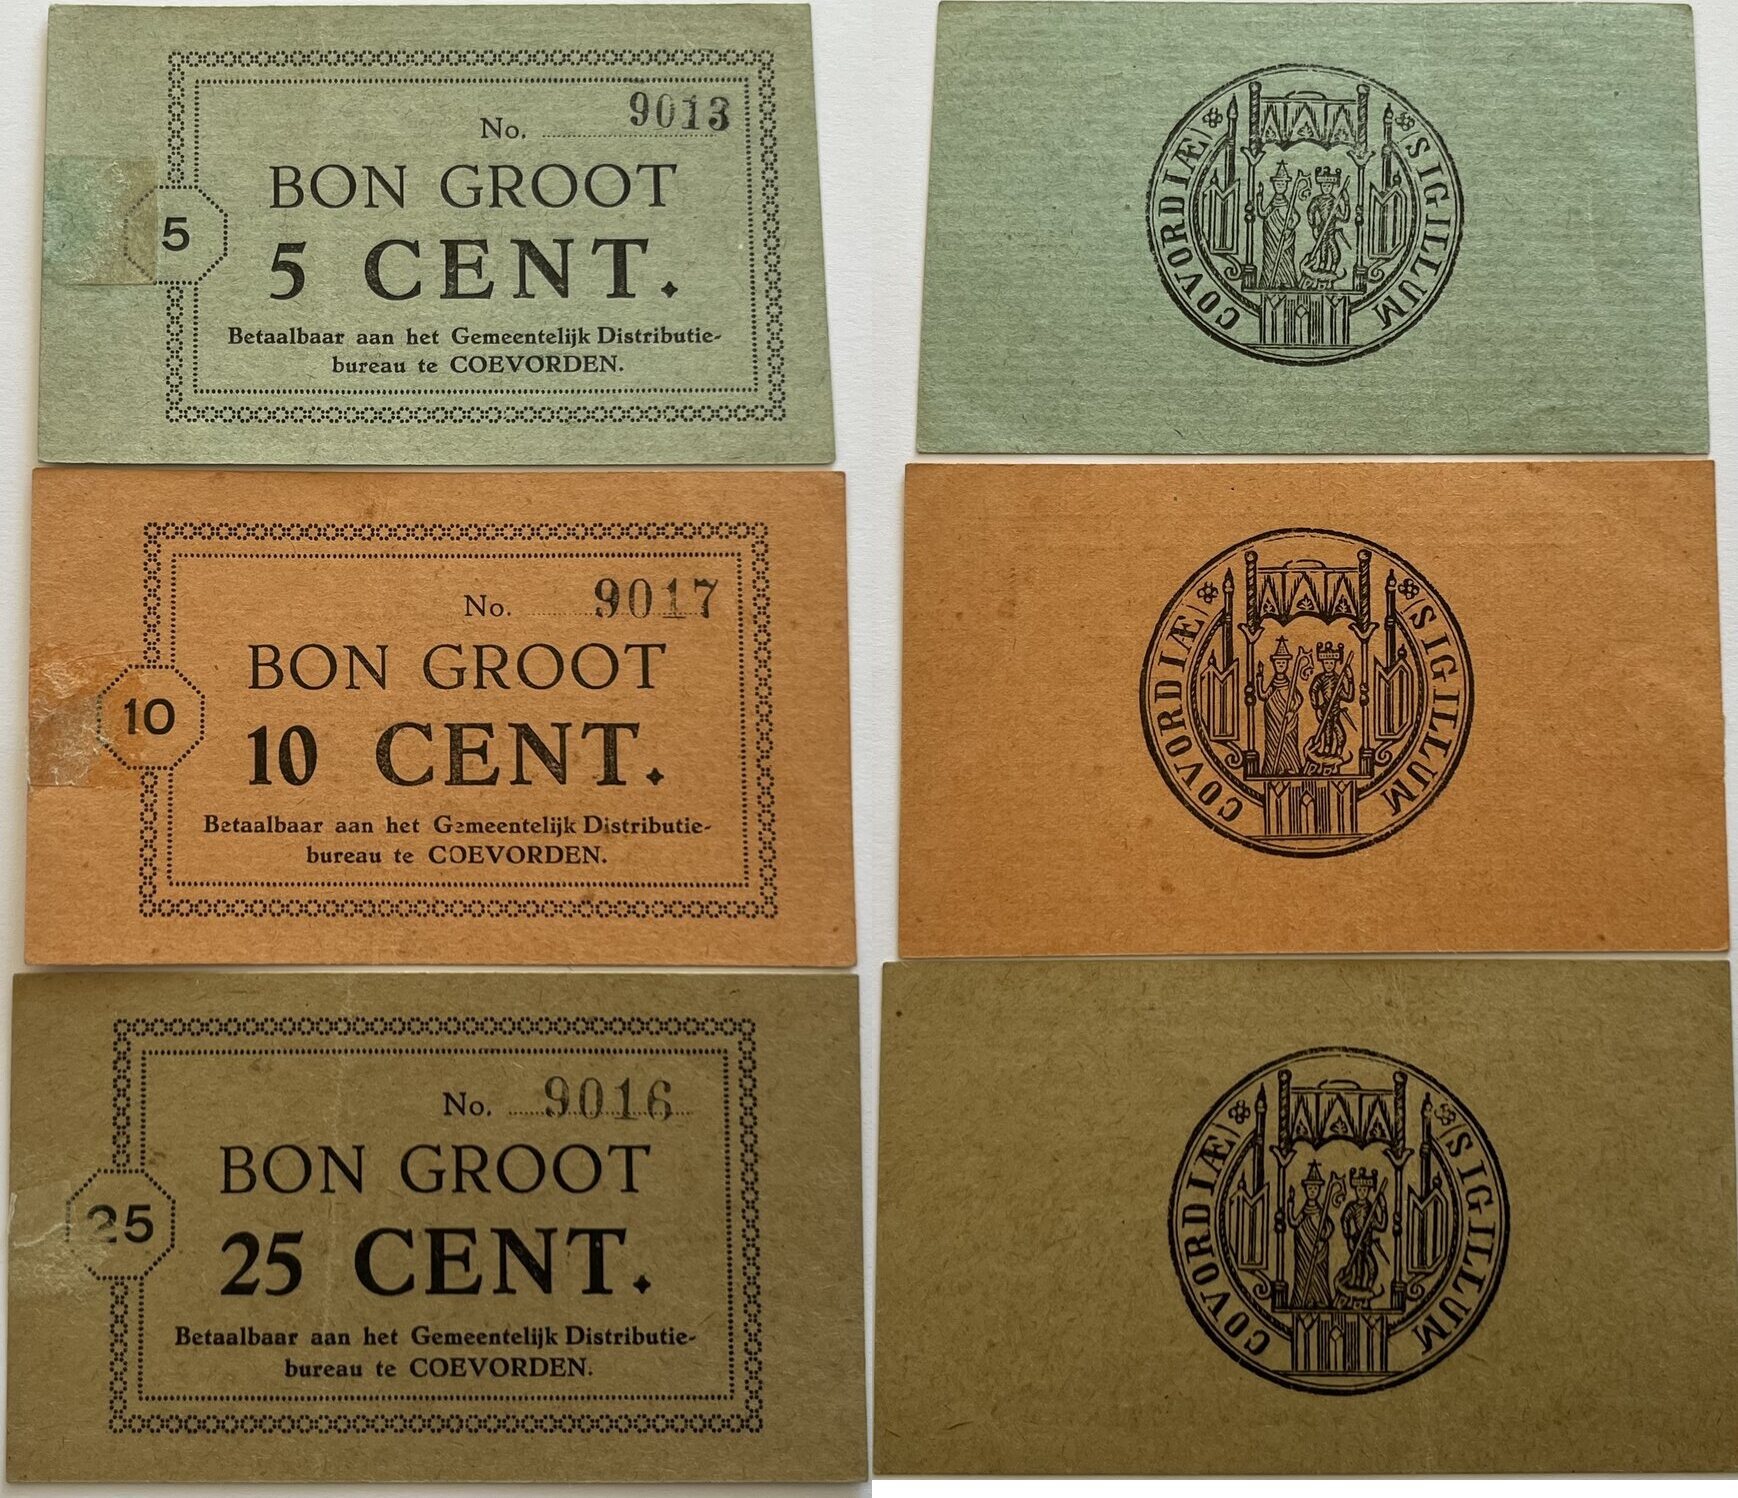 No. 9013
BON GROOT
5
5 CENT.
Betaalbaar aan het Gemeentelijk Distributie-
bureau te COEVORDEN.
SIGILLUM COVORDIÆ
No. 9017
BON GROOT
10
10 CENT.
Betaalbaar aan het Gemeentelijk Distributie-
bureau te COEVORDEN.
SIGILLUM COVORDIÆ
No. 9016
BON GROOT
25
25 CENT.
Betaalbaar aan het Gemeentelijk Distributie-
bureau te COEVORDEN.
SIGILLUM COVORDIÆ